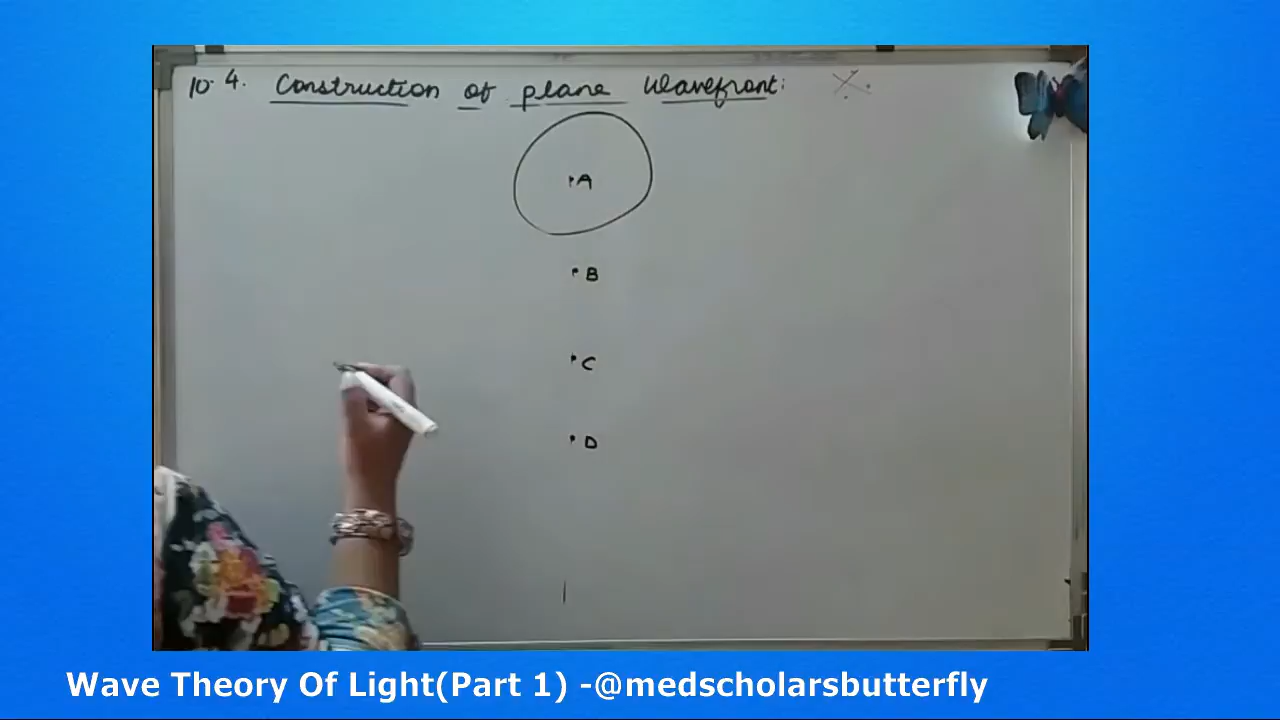 10.4. Construction of plane Wavefront:
A
B
C
D
Wave Theory Of Light(Part 1) -@medscholarsbutterfly